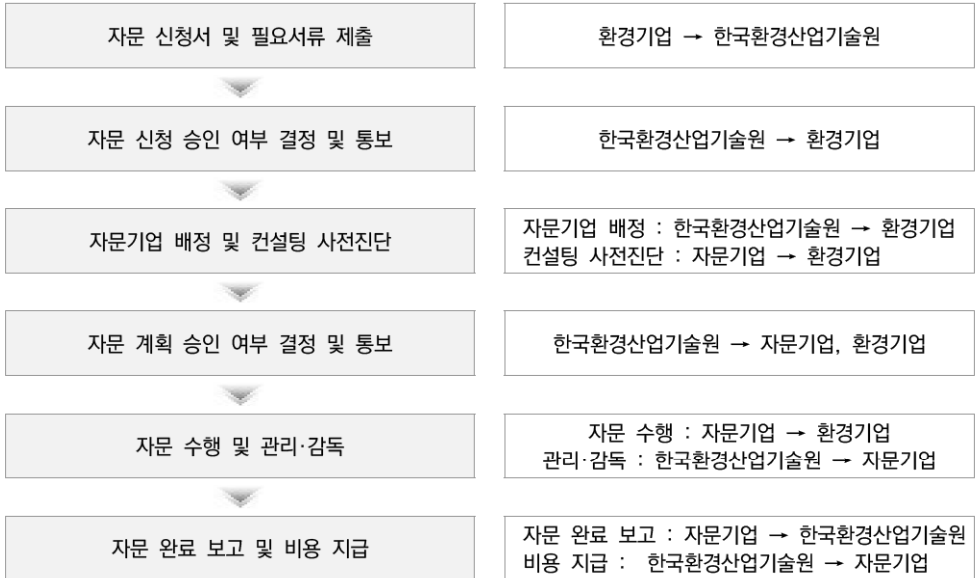 자문 신청서 및 필요서류 제출
환경기업 → 한국환경산업기술원
자문 신청 승인 여부 결정 및 통보
한국환경산업기술원 → 환경기업
자문기업 배정 및 컨설팅 사전진단
자문기업 배정 : 한국환경산업기술원 → 환경기업
컨설팅 사전진단 : 자문기업 → 환경기업
자문 계획 승인 여부 결정 및 통보
한국환경산업기술원 → 자문기업, 환경기업
자문 수행 및 관리·감독
자문 수행 : 자문기업 → 환경기업
관리·감독 : 한국환경산업기술원 → 자문기업
자문 완료 보고 및 비용 지급
자문 완료 보고 : 자문기업 → 한국환경산업기술원
비용 지급 : 한국환경산업기술원 → 자문기업